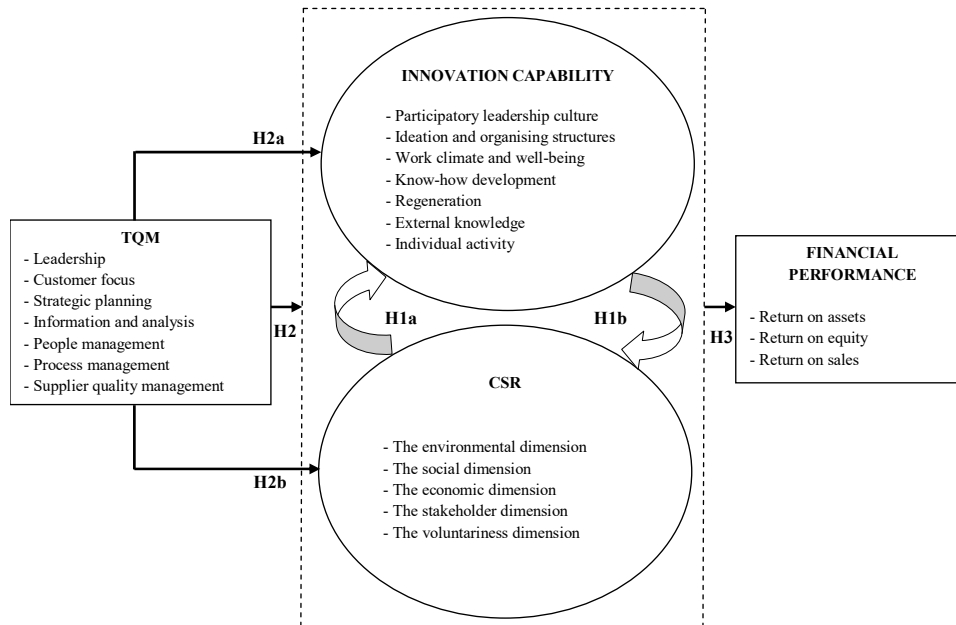 INNOVATION CAPABILITY
- Participatory leadership culture
- Ideation and organising structures
- Work climate and well-being
- Know-how development
- Regeneration
- External knowledge
- Individual activity
H2a
TQM
- Leadership
- Customer focus
- Strategic planning
- Information and analysis
- People management
- Process management
- Supplier quality management
H2
H1a
H1b
H3
FINANCIAL
PERFORMANCE
- Return on assets
- Return on equity
- Return on sales
H2b
CSR
- The environmental dimension
- The social dimension
- The economic dimension
- The stakeholder dimension
- The voluntariness dimension